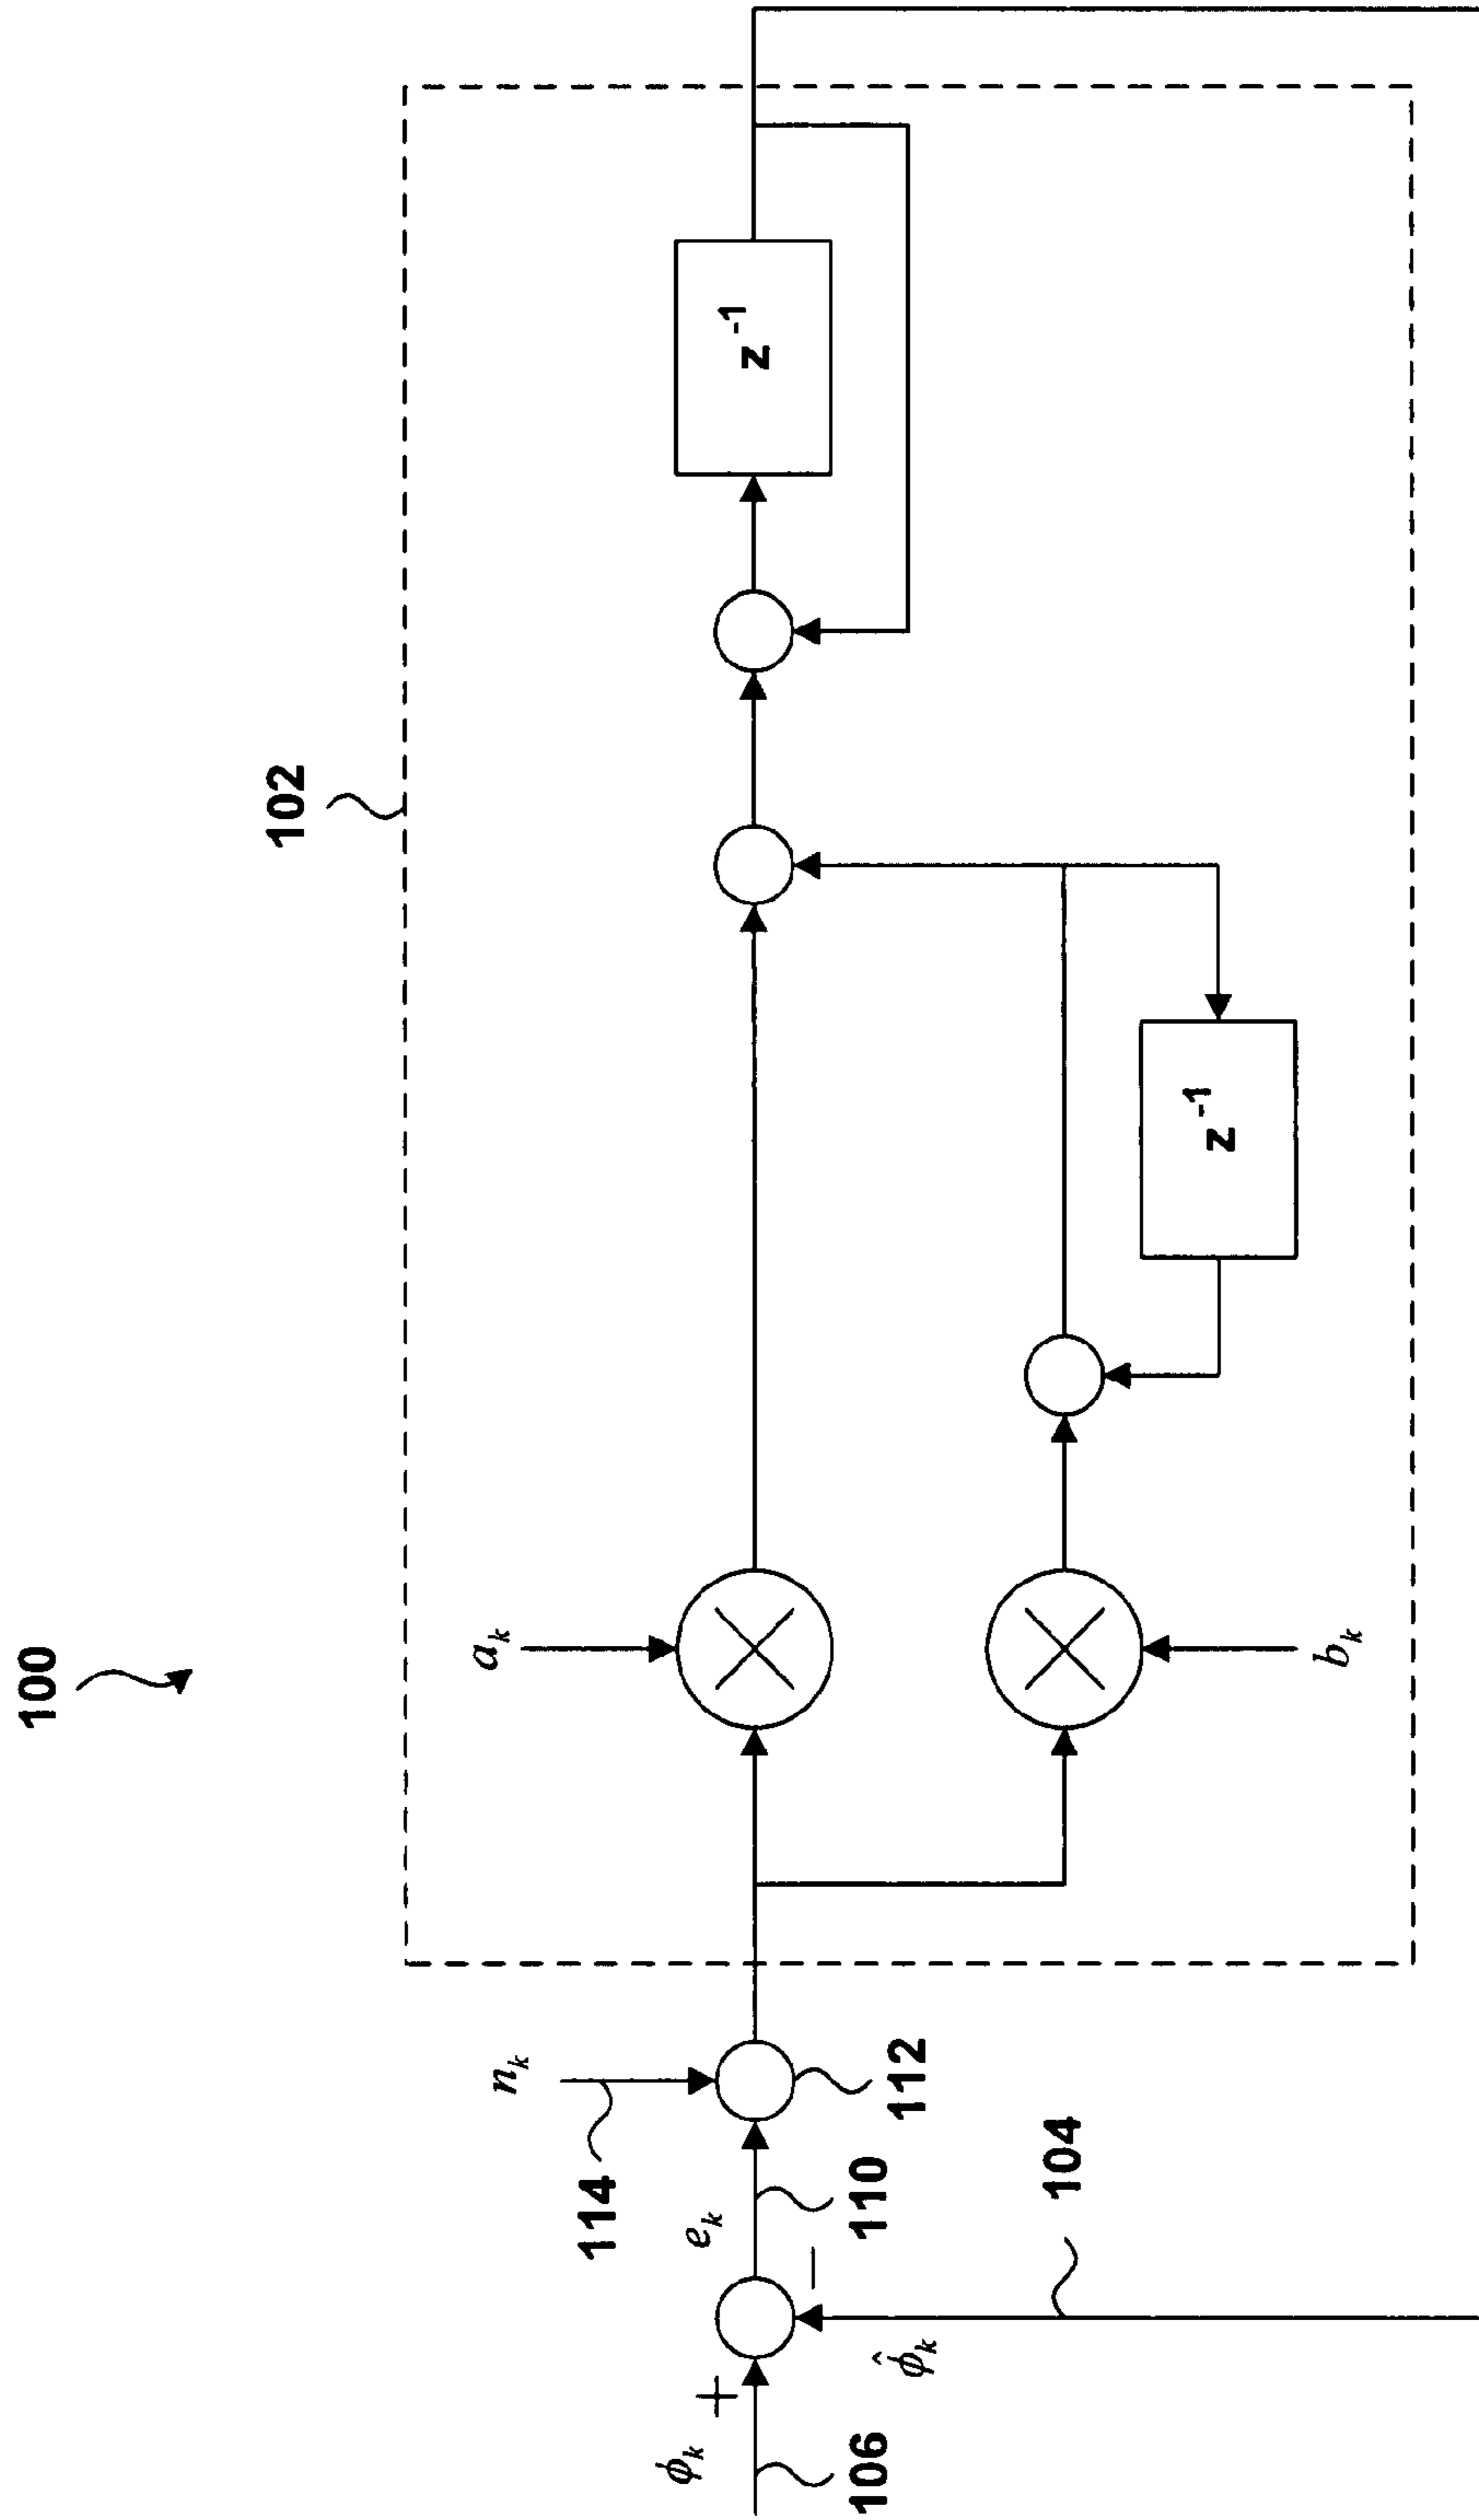 100
102
n_k
a_k
114
z^-1
ϕ_k
+
e_k
106
110
112
−
ϕ̂_k
104
z^-1
b_k